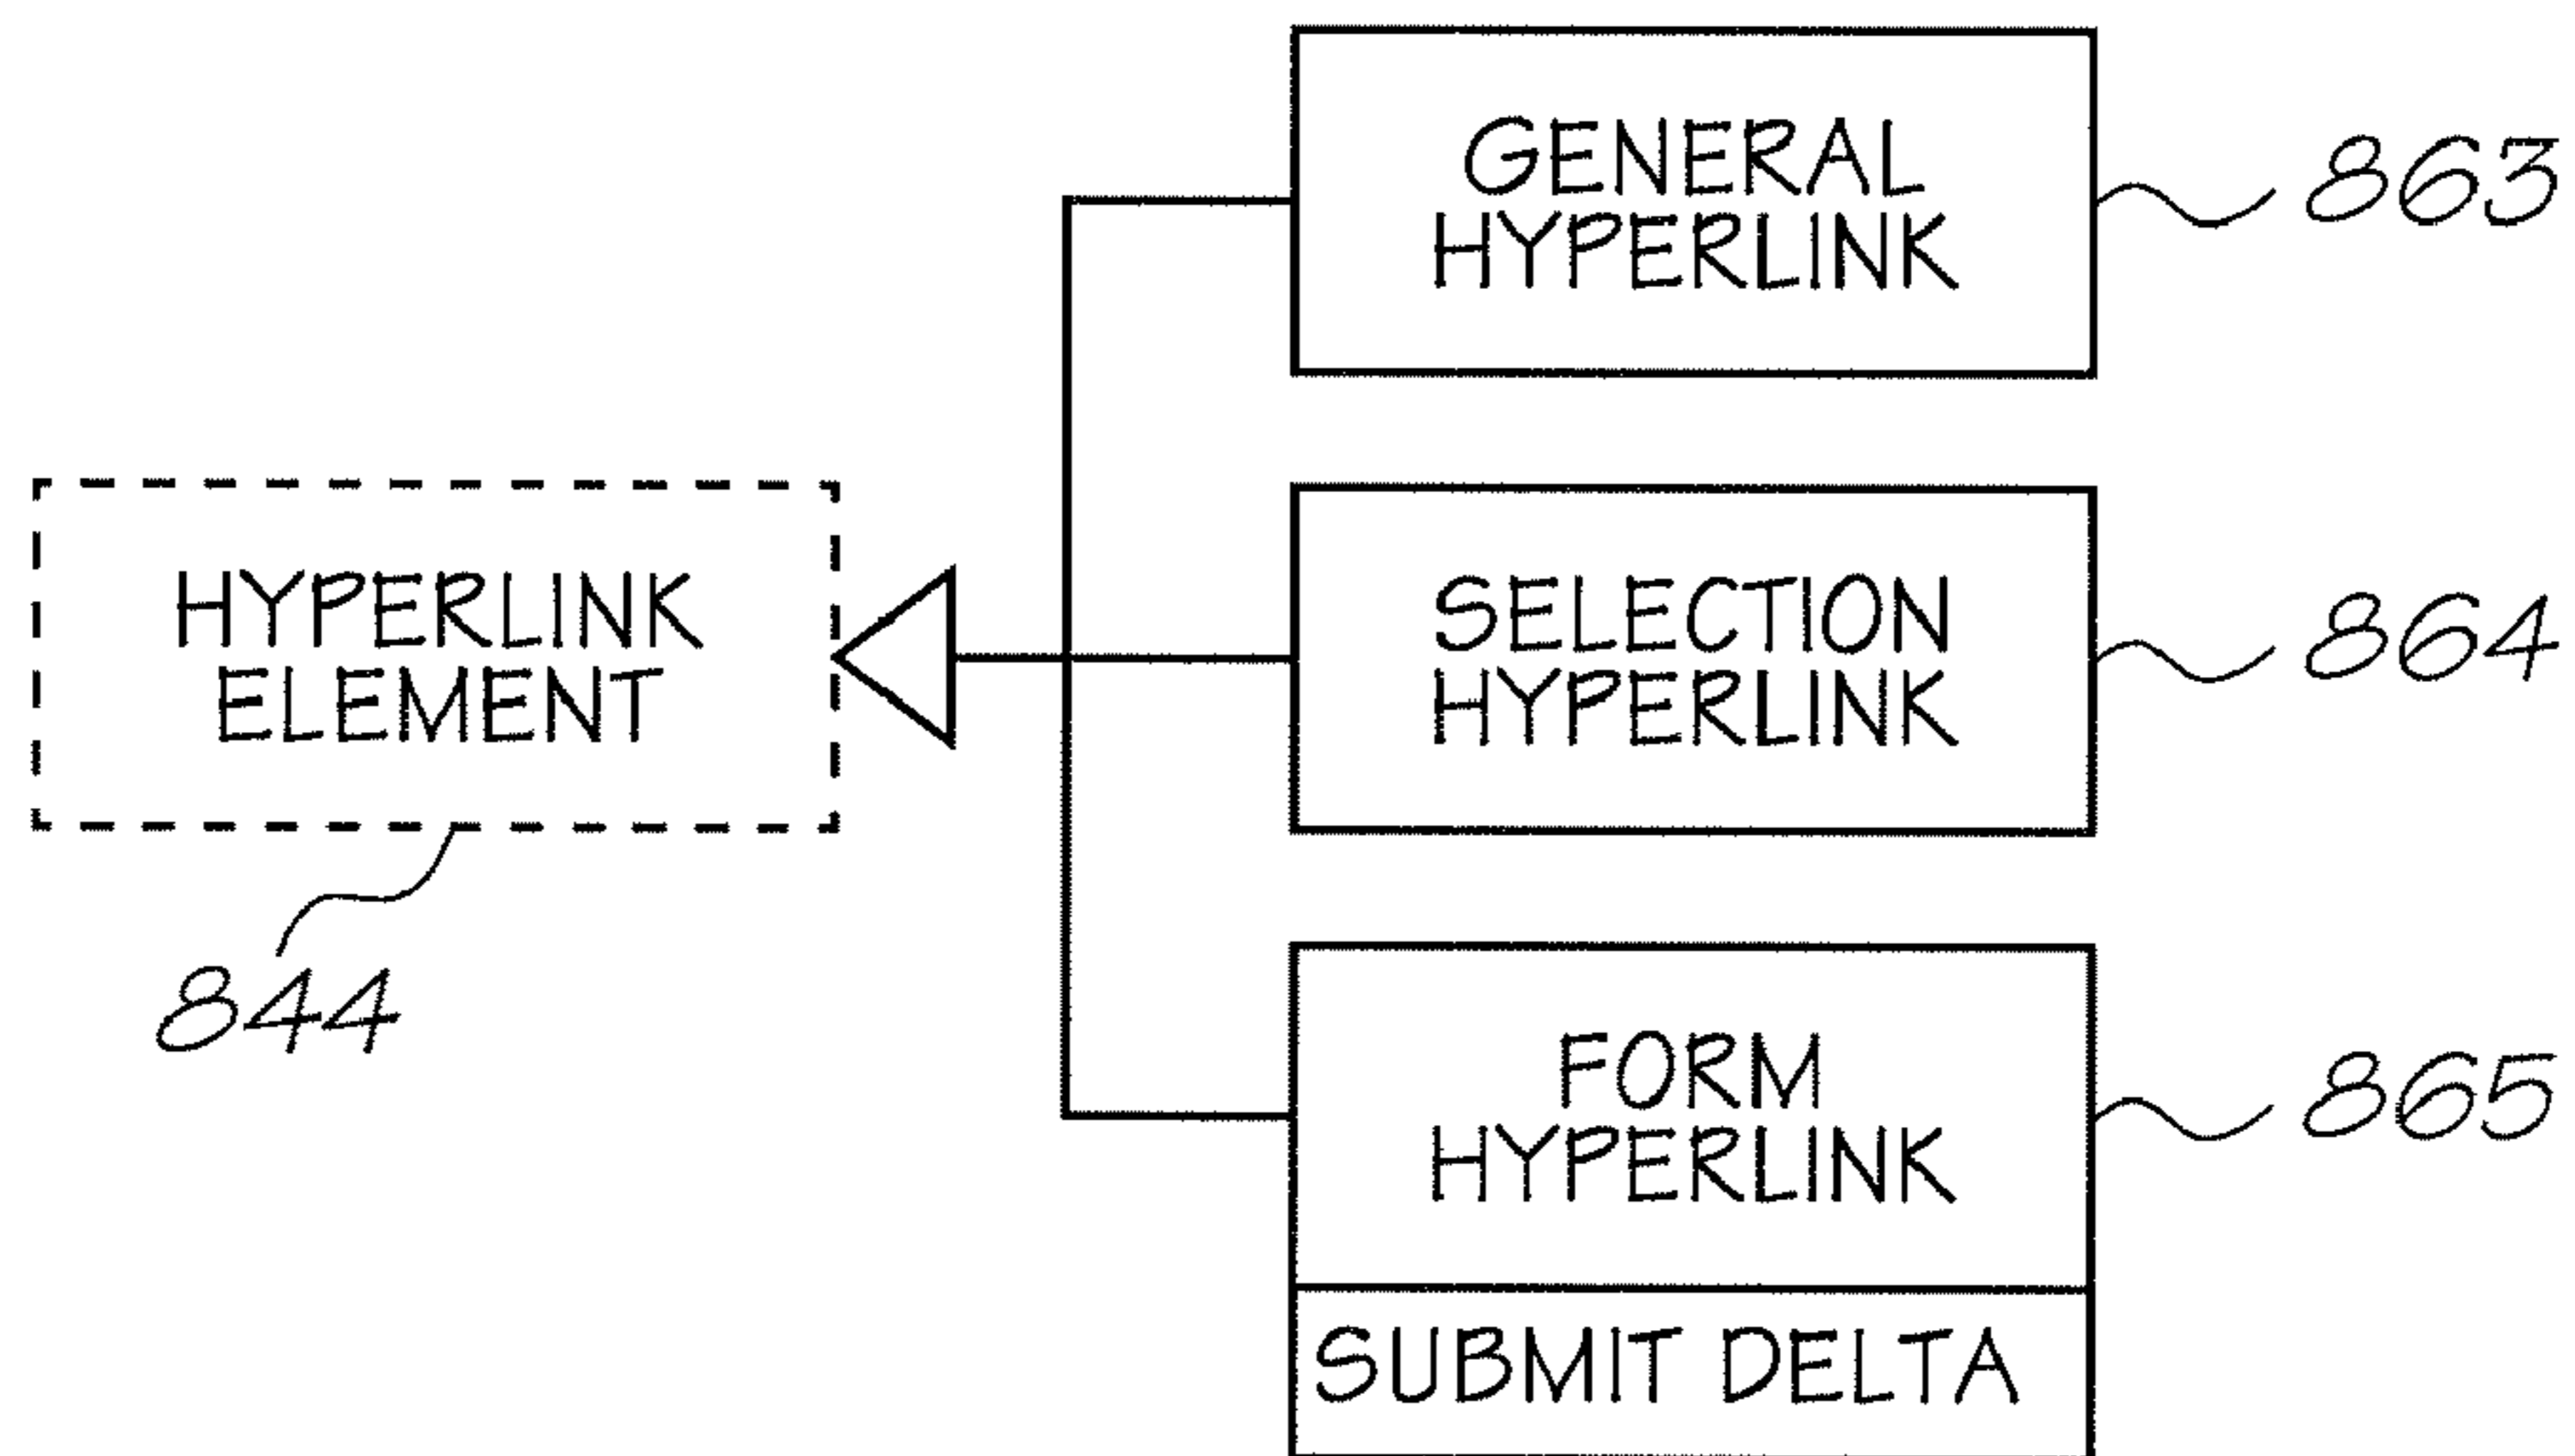 GENERAL
HYPERLINK
863
HYPERLINK
ELEMENT
844
SELECTION
HYPERLINK
864
FORM
HYPERLINK
865
SUBMIT DELTA